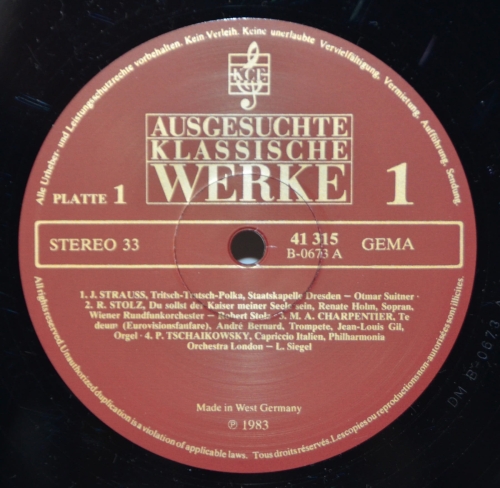 Alle Urheber- und Leistungsschutzrechte vorbehalten. Kein Verleih. Keine unerlaubte Vervielfältigung, Vermietung, Aufführung, Sendung.
AUSGESUCHTE
KLASSISCHE
WERKE
PLATTE 1
1
STEREO 33
41 315
B-0673 A
GEMA
1. J. STRAUSS, Tritsch-Tratsch-Polka, Staatskapelle Dresden – Otmar Suitner ·
2. R. STOLZ, Du sollst der Kaiser meiner Seele sein, Renate Holm, Sopran,
Wiener Rundfunkorchester – Robert Stolz · 3. M. A. CHARPENTIER, Te
deum (Eurovisionsfanfare), André Bernard, Trompete, Jean-Louis Gil,
Orgel · 4. P. TSCHAIKOWSKY, Capriccio Italien, Philharmonia
Orchestra London – L. Siegel
Made in West Germany
℗ 1983
All rights reserved. Unauthorized duplication is a violation of applicable laws. Tous droits réservés. Les copies ou reproductions non-autorisées sont illicites.